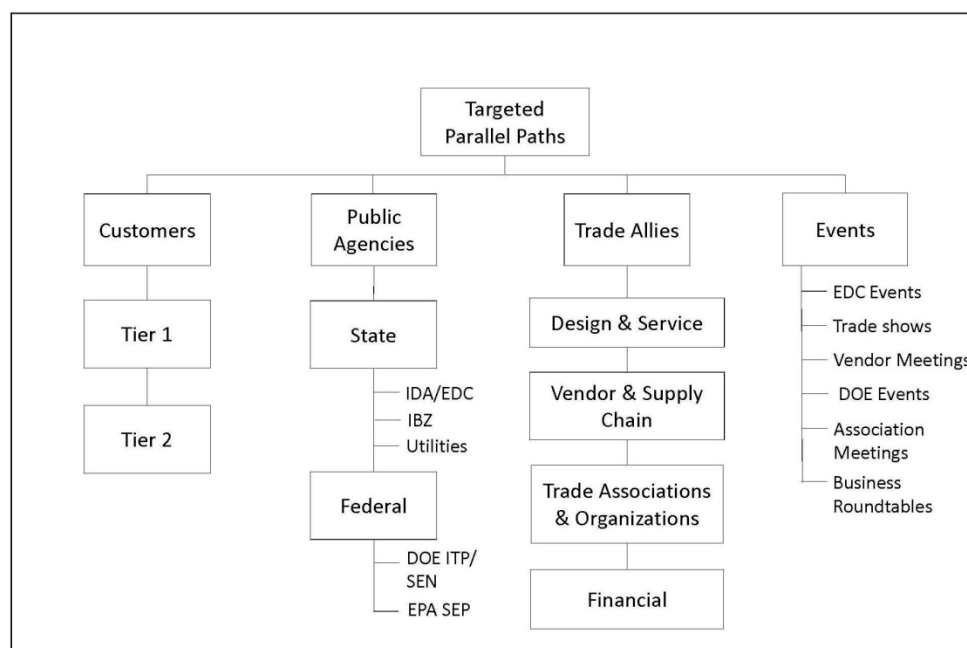 Targeted
Parallel Paths
Customers
Tier 1
Tier 2
Public
Agencies
State
IDA/EDC
IBZ
Utilities
Federal
DOE ITP/
SEN
EPA SEP
Trade Allies
Design & Service
Vendor & Supply
Chain
Trade Associations
& Organizations
Financial
Events
EDC Events
Trade shows
Vendor Meetings
DOE Events
Association
Meetings
Business
Roundtables